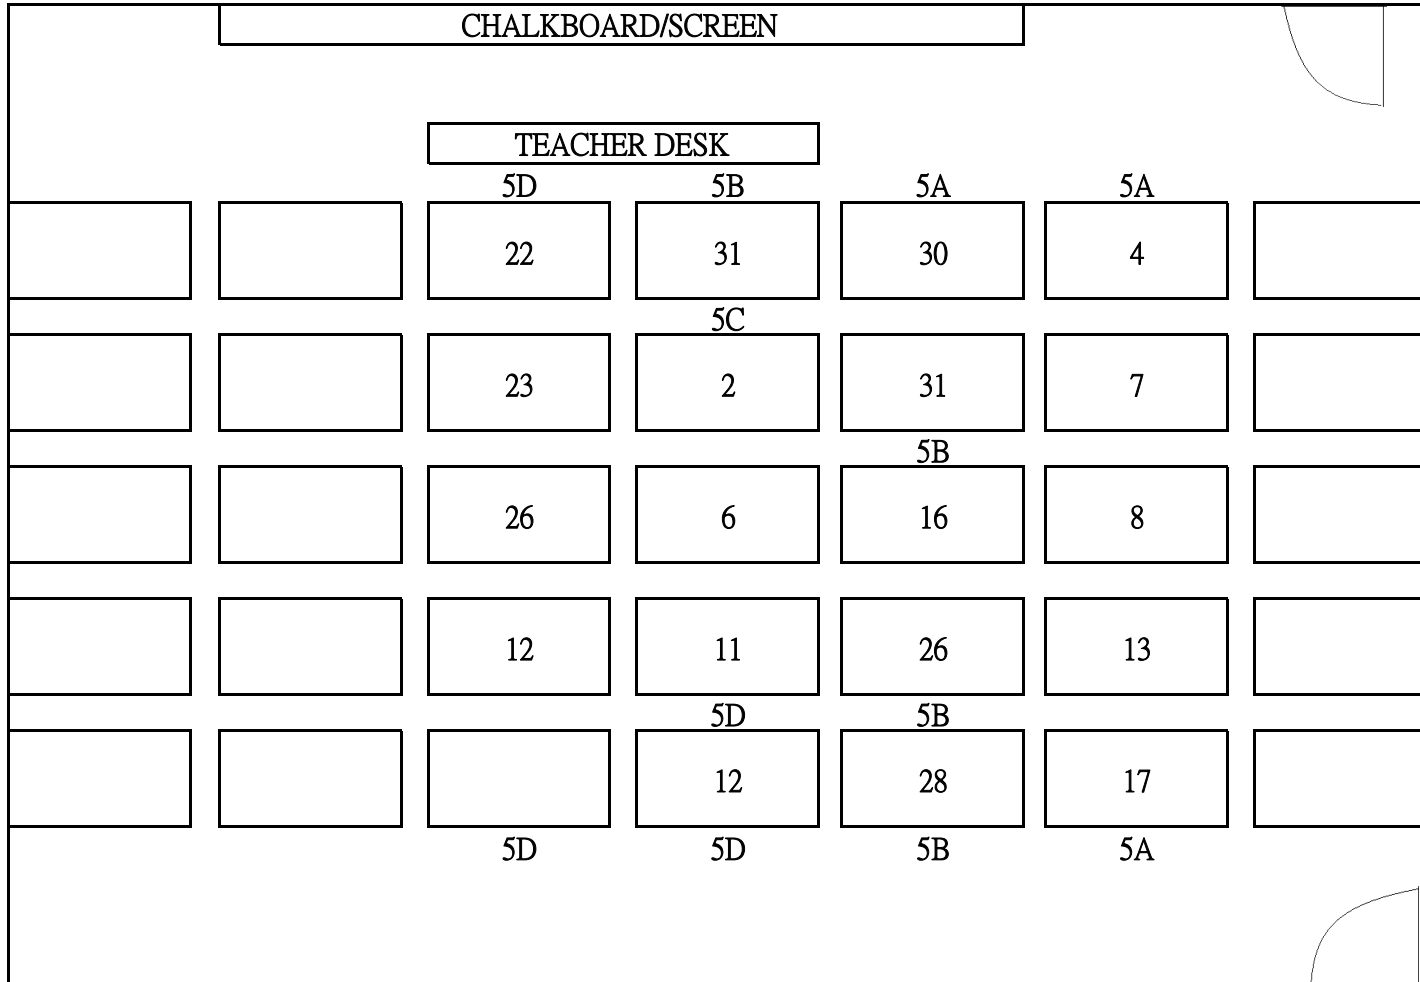 CHALKBOARD/SCREEN
TEACHER DESK
5D 5B 5A 5A
22 31 30 4
5C
23 2 31 7
5B
26 6 16 8
12 11 26 13
5D 5B
12 28 17
5D 5D 5B 5A